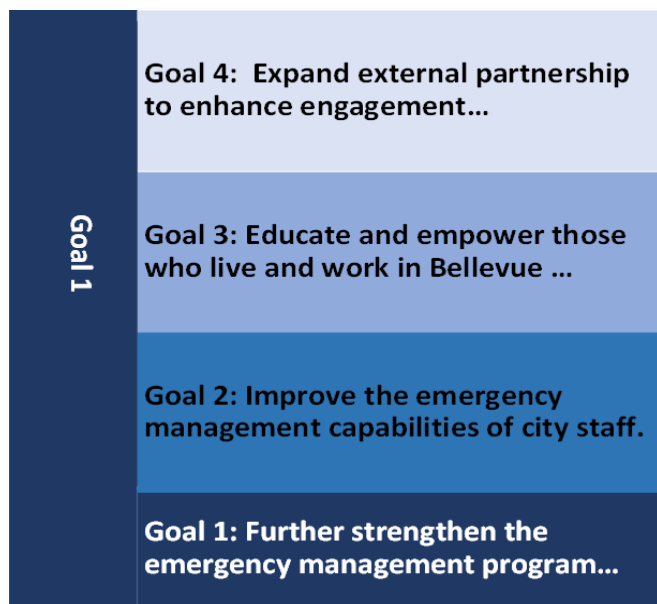 Goal 4:  Expand external partnership
to enhance engagement…
Goal 1
Goal 3: Educate and empower those
who live and work in Bellevue ...
Goal 2: Improve the emergency
management capabilities of city staff.
Goal 1: Further strengthen the
emergency management program…